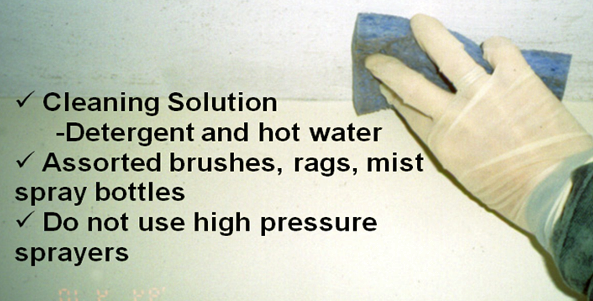 ✓ Cleaning Solution
-Detergent and hot water
✓ Assorted brushes, rags, mist
spray bottles
✓ Do not use high pressure
sprayers